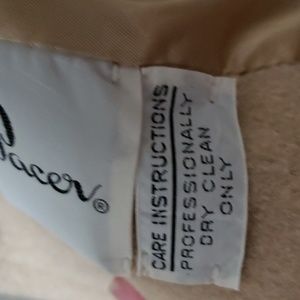 Pacer®
CARE INSTRUCTIONS
PROFESSIONALLY
DRY CLEAN
ONLY